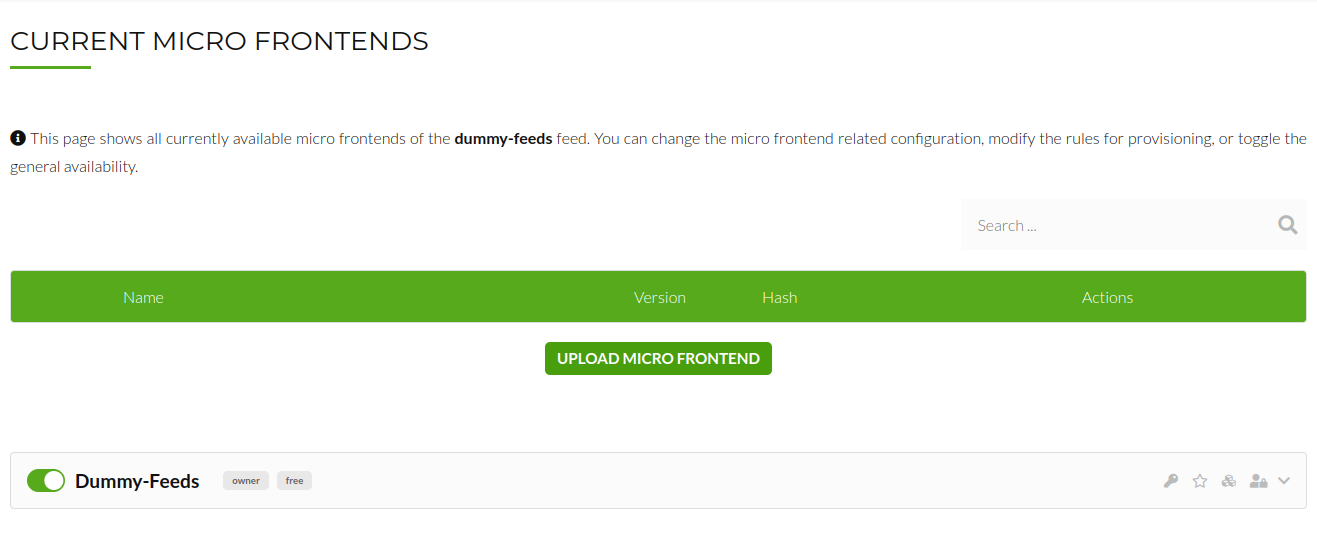 CURRENT MICRO FRONTENDS
This page shows all currently available micro frontends of the dummy-feeds feed. You can change the micro frontend related configuration, modify the rules for provisioning, or toggle the
general availability.
Search ...
Name Version Hash Actions
UPLOAD MICRO FRONTEND
Dummy-Feeds owner free